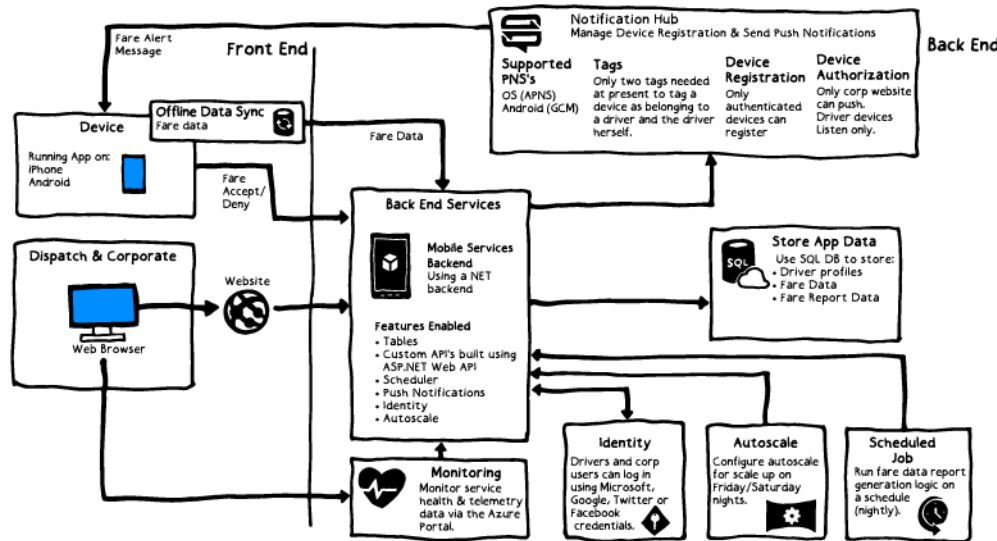 Notification Hub
Manage Device Registration & Send Push Notifications
Supported
PNS's
OS (APNS)
Android (GCM)
Tags
Only two tags needed
at present to tag a
device as belonging to
a driver and the driver
herself.
Device
Registration
Only
authenticated
devices can
register
Device
Authorization
Only corp website
can push.
Driver devices
Listen only.
Back End
Front End
Fare Alert
Message
Offline Data Sync
Fare data
Device
Running App on:
iPhone
Android
Fare Data
Fare
Accept/
Deny
Back End Services
Mobile Services
Backend
Using a NET
backend
Features Enabled
• Tables
• Custom API's built using
ASP.NET Web API
• Scheduler
• Push Notifications
• Identity
• Autoscale
Dispatch & Corporate
Web Browser
Website
SQL
Store App Data
Use SQL DB to store:
• Driver profiles
• Fare Data
• Fare Report Data
Monitoring
Monitor service
health & telemetry
data via the Azure
Portal.
Identity
Drivers and corp
users can log in
using Microsoft,
Google, Twitter or
Facebook
credentials.
Autoscale
Configure autoscale
for scale up on
Friday/Saturday
nights.
Scheduled
Job
Run fare data report
generation logic on
a schedule
(nightly).